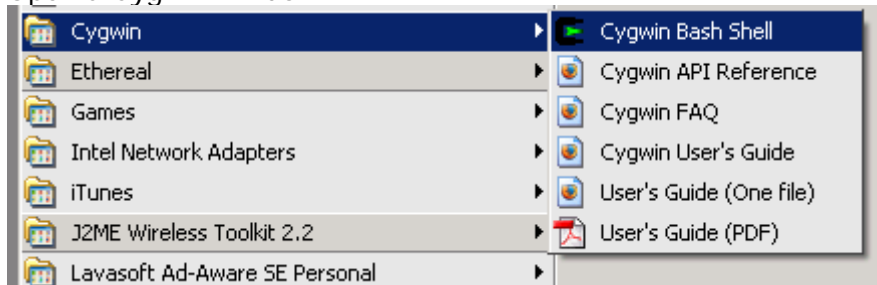 Cygwin
Ethereal
Games
Intel Network Adapters
iTunes
J2ME Wireless Toolkit 2.2
Lavasoft Ad-Aware SE Personal
Cygwin Bash Shell
Cygwin API Reference
Cygwin FAQ
Cygwin User's Guide
User's Guide (One file)
User's Guide (PDF)